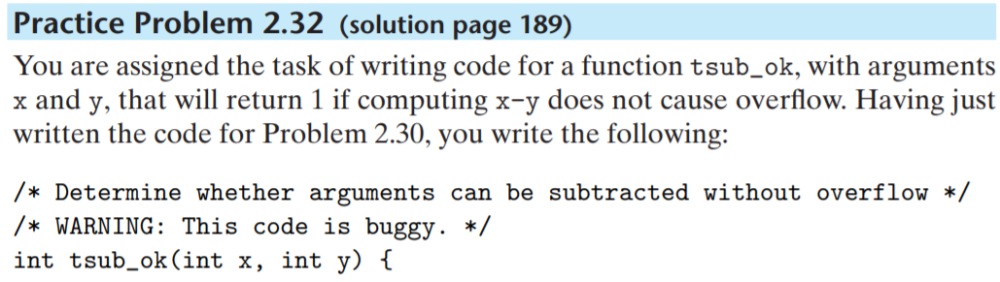 Practice Problem 2.32 (solution page 189)
You are assigned the task of writing code for a function tsub_ok, with arguments
x and y, that will return 1 if computing x-y does not cause overflow. Having just
written the code for Problem 2.30, you write the following:
/* Determine whether arguments can be subtracted without overflow */
/* WARNING: This code is buggy. */
int tsub_ok(int x, int y) {